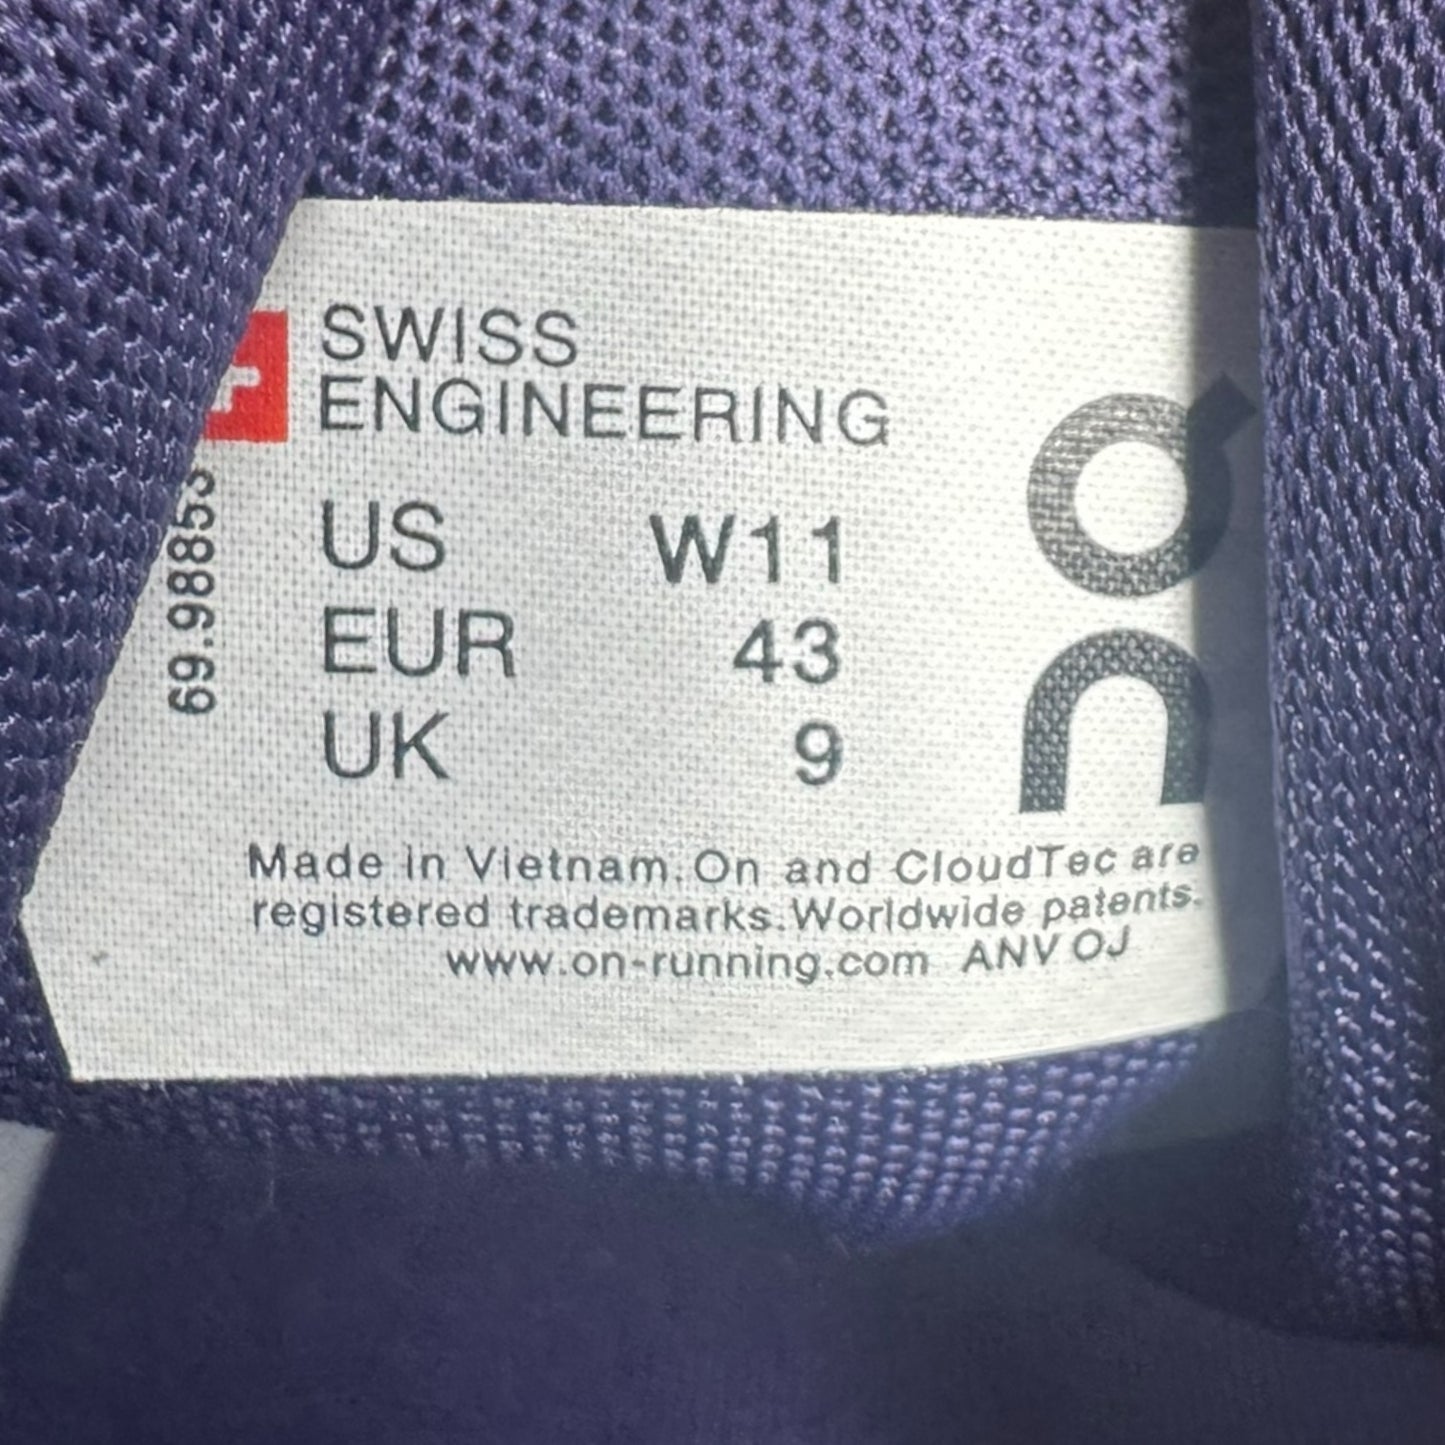 SWISS
ENGINEERING
US W11
EUR 43
UK 9
69.98853
on
Made in Vietnam. On and CloudTec are
registered trademarks. Worldwide patents.
www.on-running.com ANV OJ